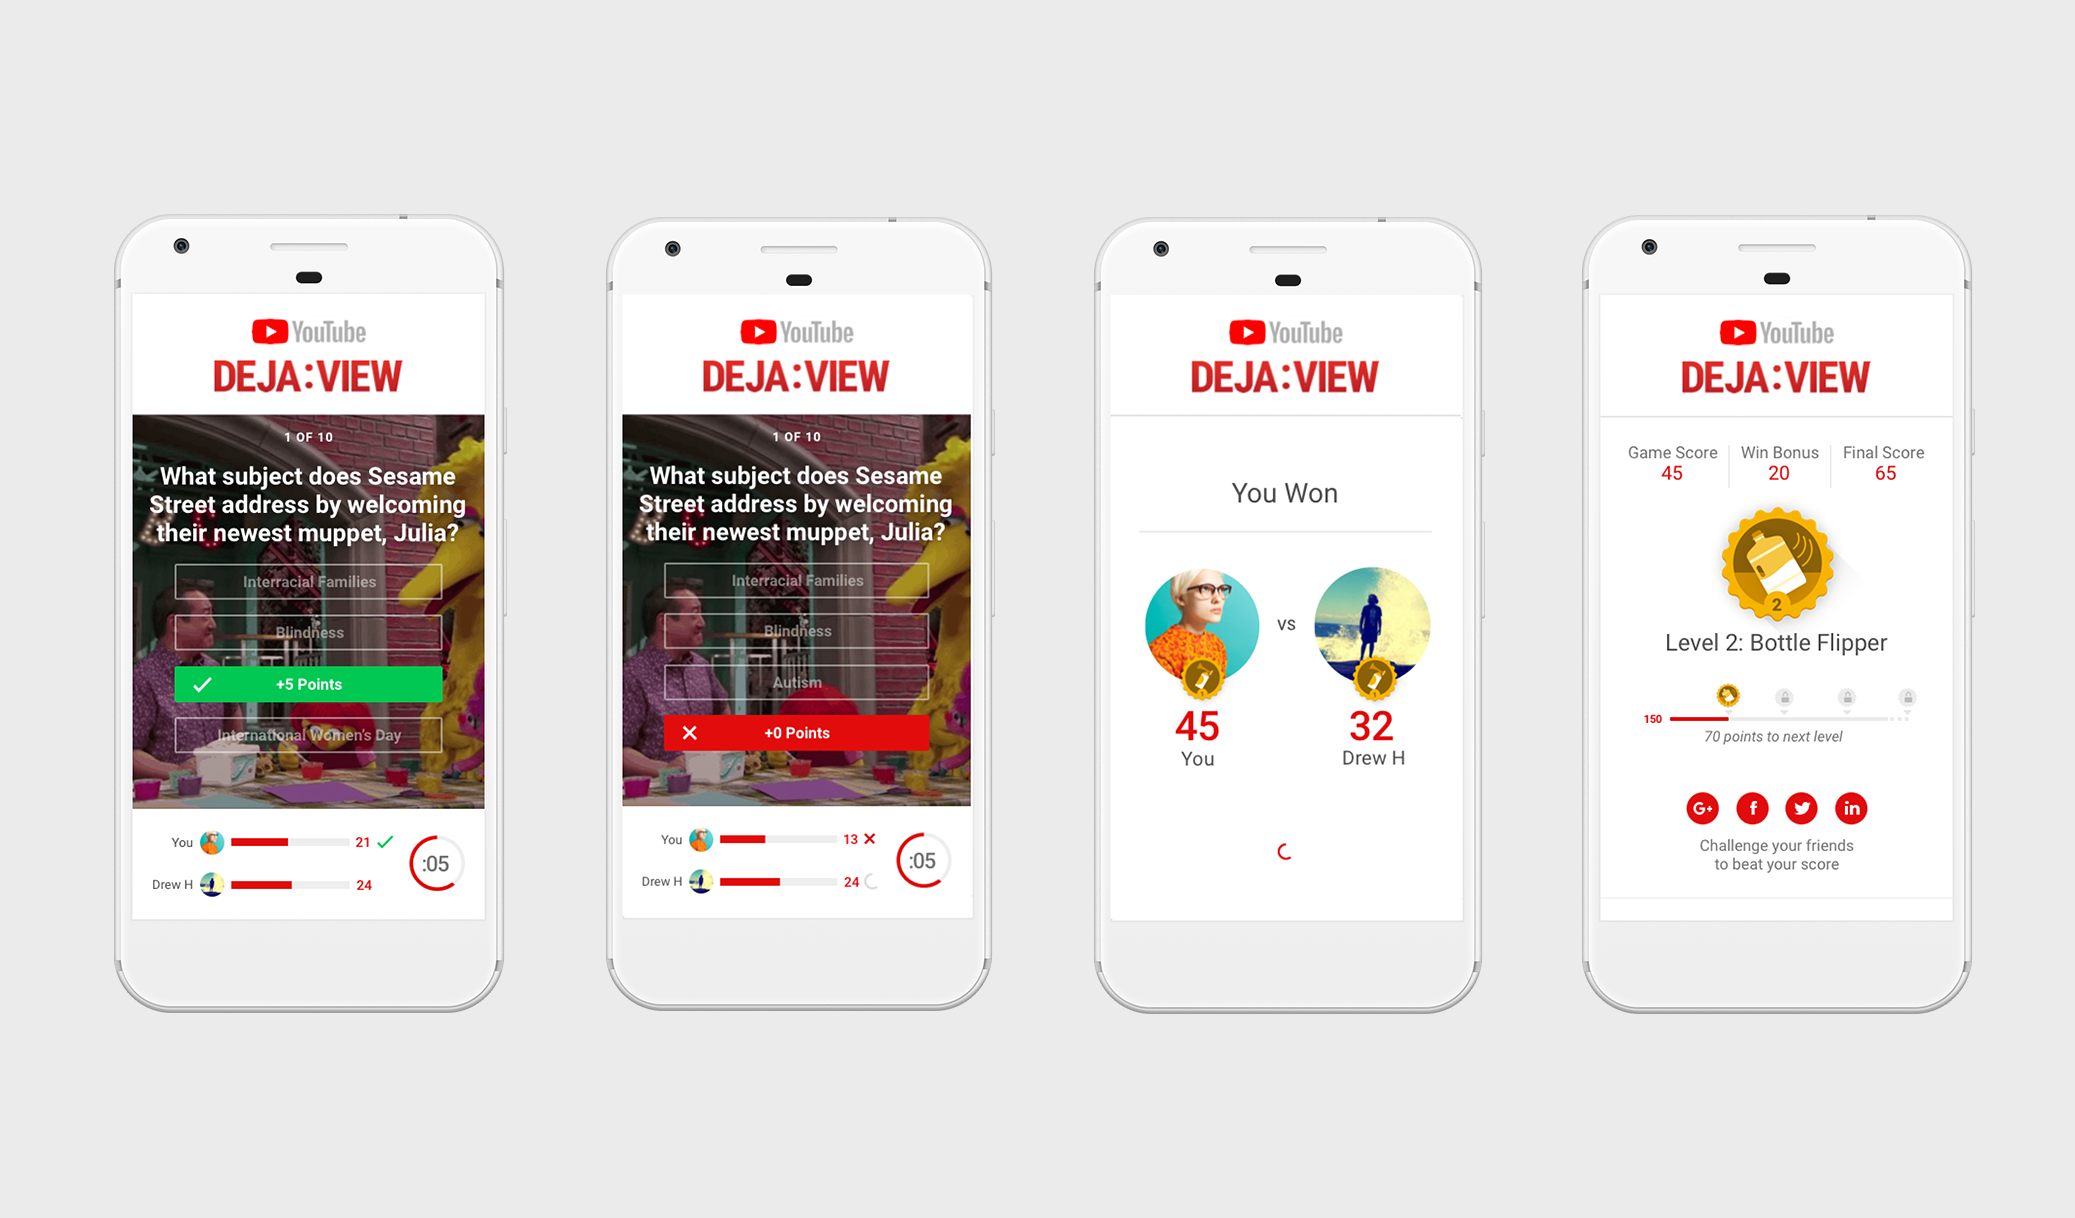 YouTube
DEJA:VIEW
1 OF 10
What subject does Sesame
Street address by welcoming
their newest muppet, Julia?
Interracial Families
Blindness
+5 Points
International Women's Day
You 21
:05
Drew H 24
YouTube
DEJA:VIEW
1 OF 10
What subject does Sesame
Street address by welcoming
their newest muppet, Julia?
Interracial Families
Blindness
Autism
+0 Points
You 13
:05
Drew H 24
YouTube
DEJA:VIEW
You Won
vs
1 1
45 32
You Drew H
YouTube
DEJA:VIEW
Game Score Win Bonus Final Score
45 20 65
2
Level 2: Bottle Flipper
150
70 points to next level
G+ f in
Challenge your friends
to beat your score